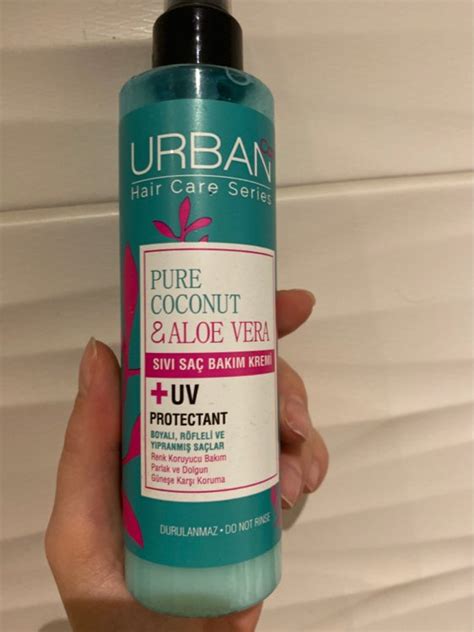 URBAN
Hair Care Series
PURE
COCONUT
& ALOE VERA
SIVI SAÇ BAKIM KREMİ
+UV
PROTECTANT
BOYALI, RÖFLELİ VE
YIPRANMIŞ SAÇLAR
Renk Koruyucu Bakım
Parlak ve Dolgun
Güneşe Karşı Koruma
DURULANMAZ • DO NOT RINSE